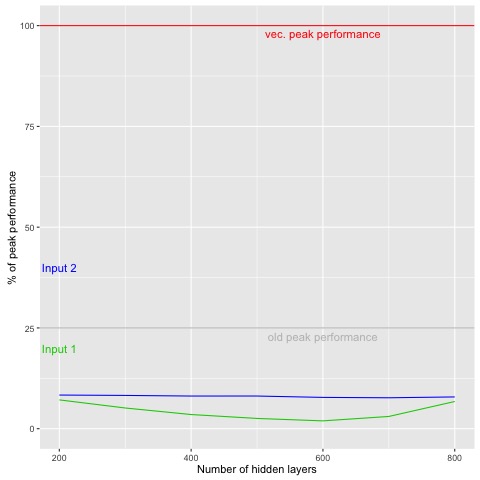 100
vec. peak performance
75
% of peak performance
50
Input 2
25
old peak performance
Input 1
0
200
400
600
800
Number of hidden layers